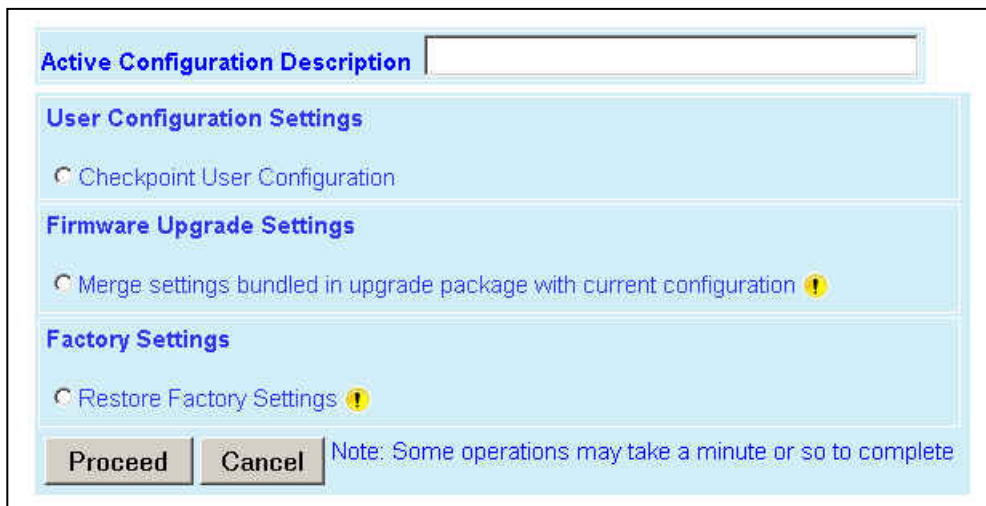 Active Configuration Description
User Configuration Settings
Checkpoint User Configuration
Firmware Upgrade Settings
Merge settings bundled in upgrade package with current configuration
Factory Settings
Restore Factory Settings
Proceed Cancel Note: Some operations may take a minute or so to complete